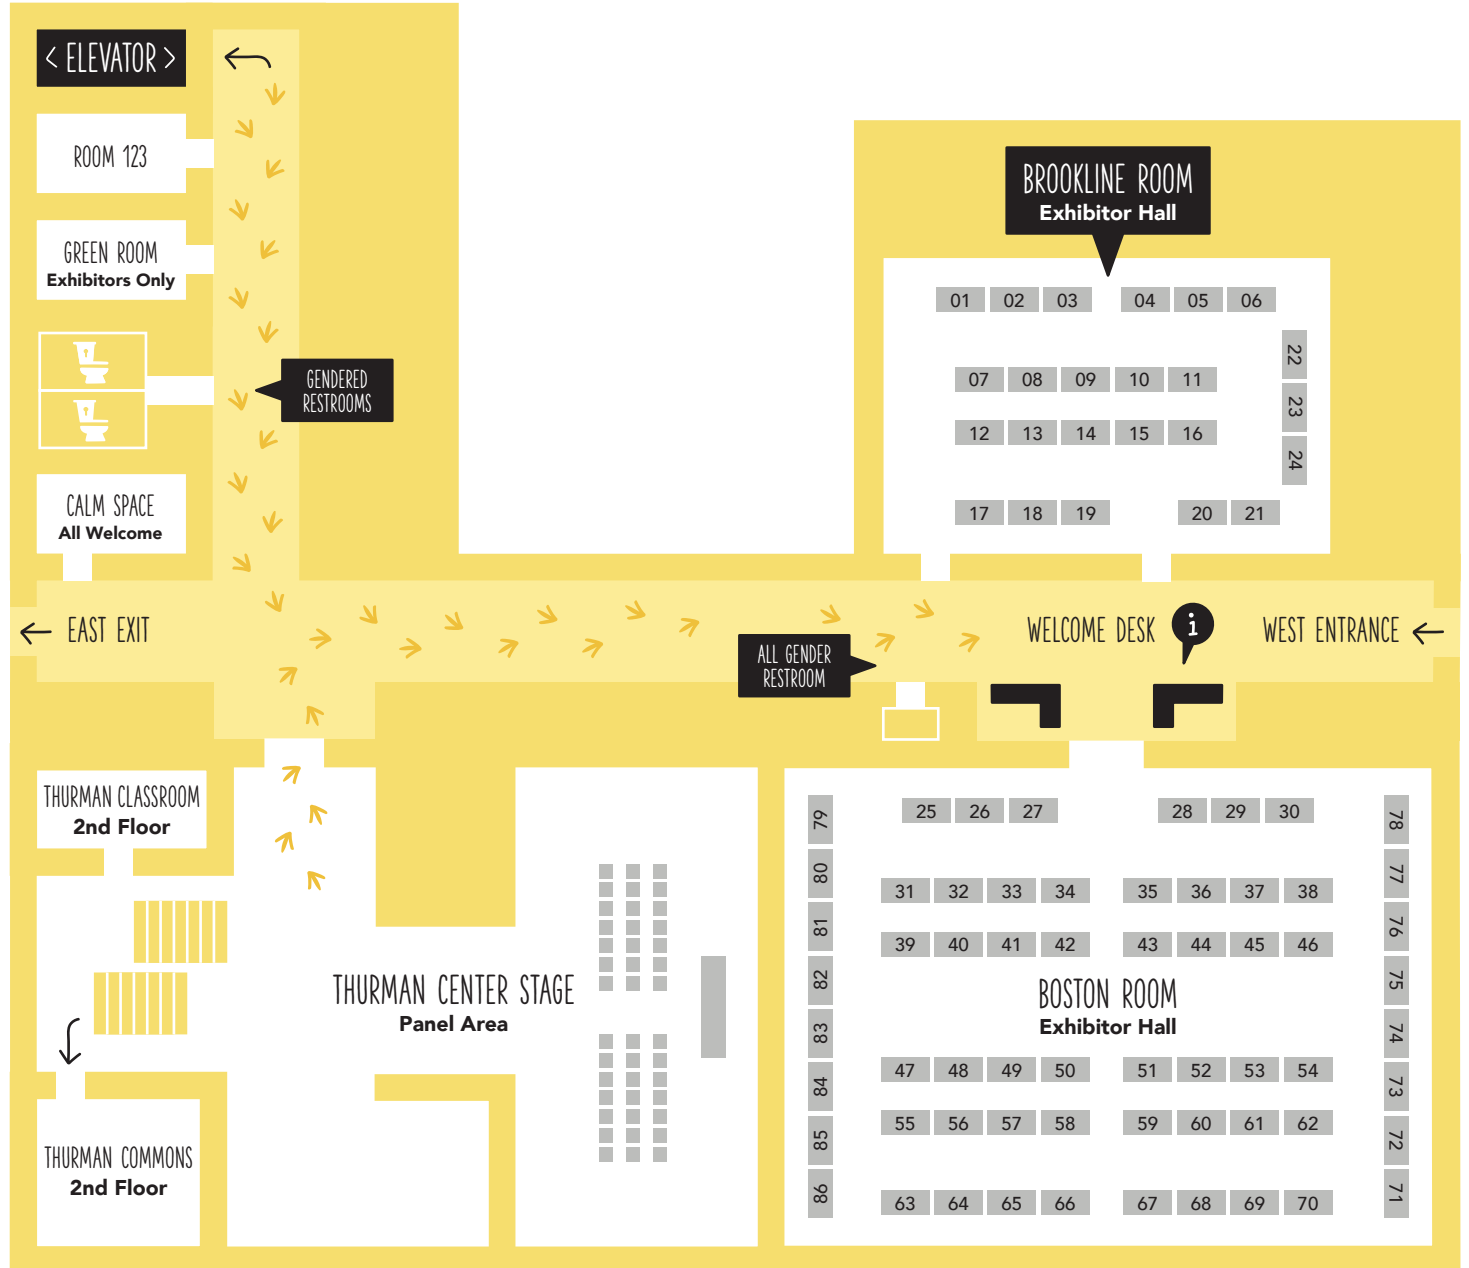 < ELEVATOR >
ROOM 123
GREEN ROOM
Exhibitors Only
GENDERED
RESTROOMS
CALM SPACE
All Welcome
EAST EXIT
BROOKLINE ROOM
Exhibitor Hall
01 02 03 04 05 06
22
07 08 09 10 11
23
12 13 14 15 16
24
17 18 19 20 21
WELCOME DESK i
WEST ENTRANCE
ALL GENDER
RESTROOM
THURMAN CLASSROOM
2nd Floor
THURMAN CENTER STAGE
Panel Area
THURMAN COMMONS
2nd Floor
79 25 26 27 28 29 30 78
80 31 32 33 34 35 36 37 38 77
81 39 40 41 42 43 44 45 46 76
82 BOSTON ROOM 75
Exhibitor Hall
83 74
47 48 49 50 51 52 53 54
84 73
55 56 57 58 59 60 61 62
85 72
86 63 64 65 66 67 68 69 70 71